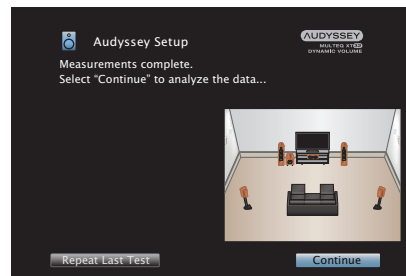 Audyssey Setup
AUDYSSEY
MULTEQ XT32
DYNAMIC VOLUME
Measurements complete.
Select “Continue” to analyze the data...
Repeat Last Test
Continue